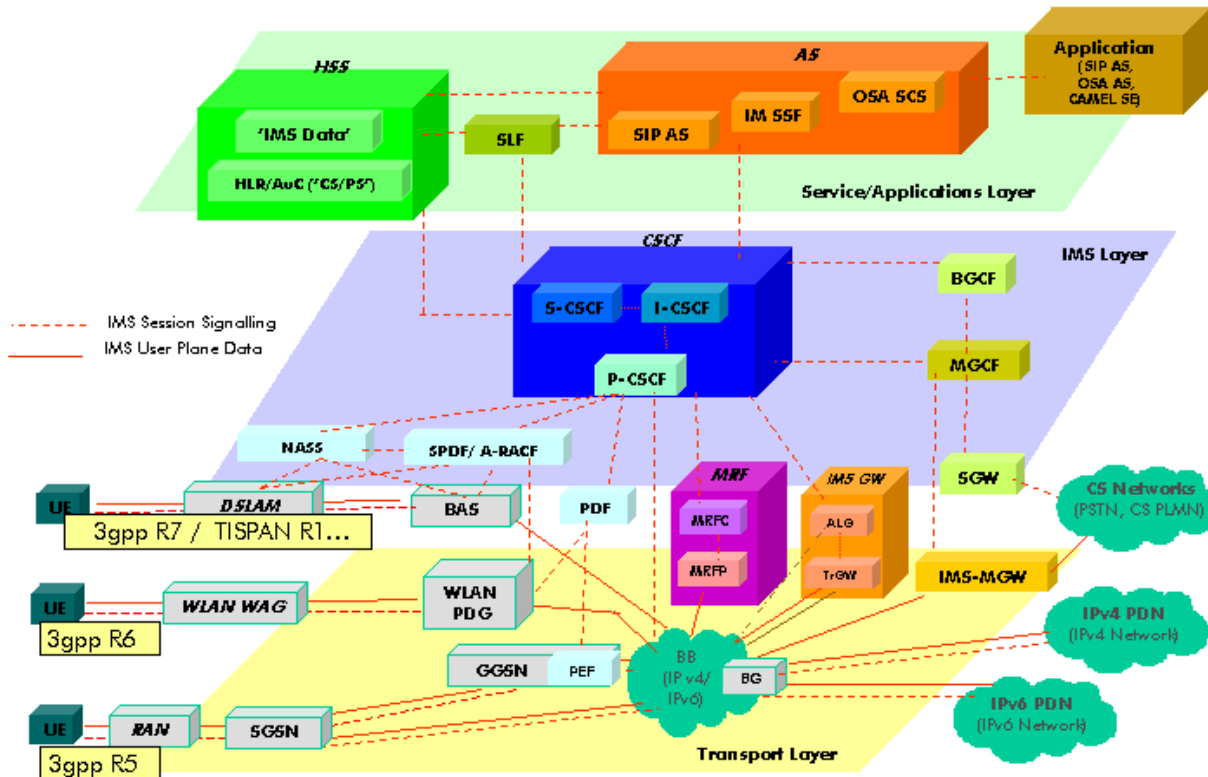 HSS
'IMS Data'
HLR/AuC ('CS/PS')
SLF
AS
SIP AS
IM SSF
OSA SCS
Application
(SIP AS,
OSA AS,
CAMEL SE)
Service/Applications Layer
CSCF
IMS Layer
S-CSCF
I-CSCF
P-CSCF
BGCF
MGCF
IMS Session Signalling
IMS User Plane Data
NASS
SPDF/ A-RACF
SGW
UE
DSLAM
BAS
PDF
3gpp R7 / TISPAN R1...
MRF
MRFC
MRFP
IMS GW
ALG
TrGW
CS Networks
(PSTN, CS PLMN)
IMS-MGW
UE
WLAN WAG
WLAN
PDG
3gpp R6
IPv4 PDN
(IPv4 Network)
GGSN
PEF
BB
(IP v4/
IPv6)
BG
IPv6 PDN
(IPv6 Network)
UE
RAN
SGSN
3gpp R5
Transport Layer